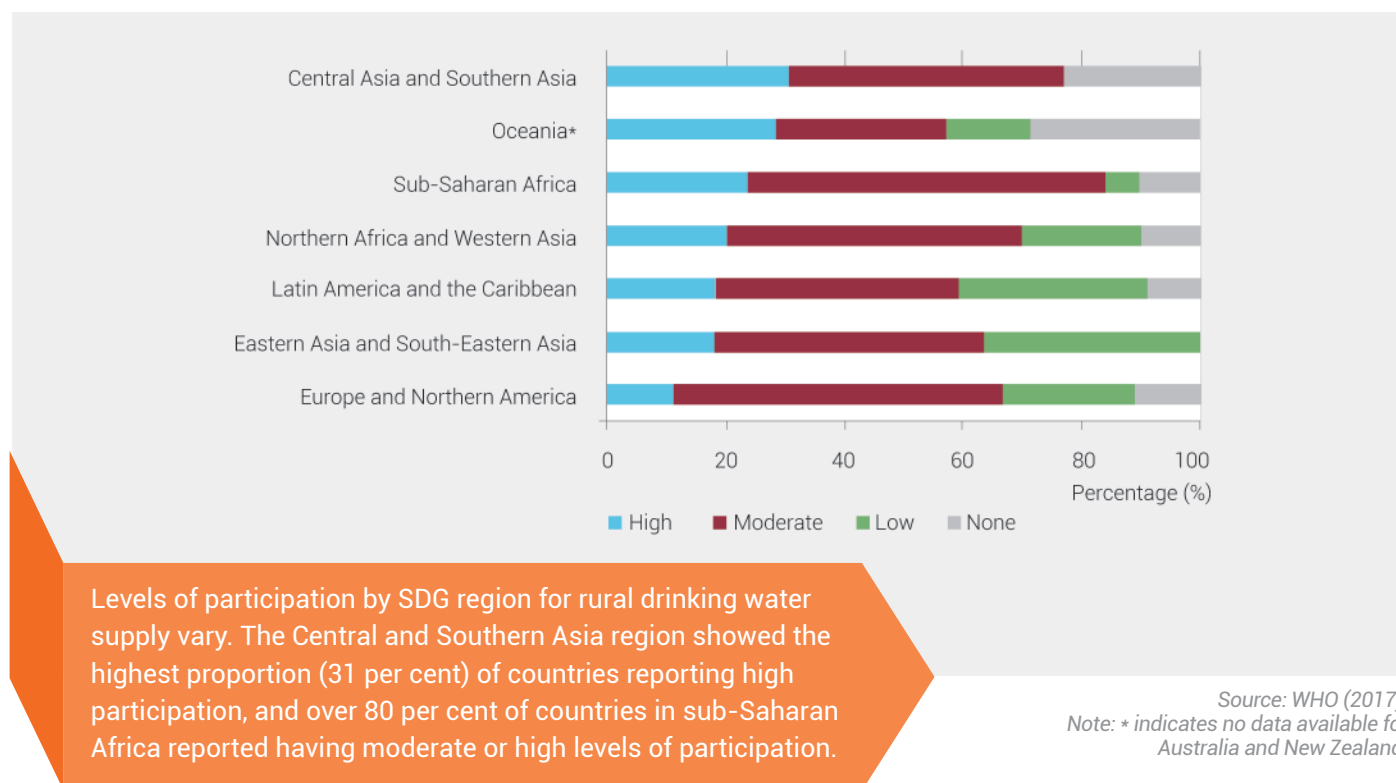 Central Asia and Southern Asia
Oceania*
Sub-Saharan Africa
Northern Africa and Western Asia
Latin America and the Caribbean
Eastern Asia and South-Eastern Asia
Europe and Northern America
0 20 40 60 80 100
Percentage (%)
High Moderate Low None
Levels of participation by SDG region for rural drinking water
supply vary. The Central and Southern Asia region showed the
highest proportion (31 per cent) of countries reporting high
participation, and over 80 per cent of countries in sub-Saharan
Africa reported having moderate or high levels of participation.
Source: WHO (2017)
Note: * indicates no data available
Australia and New